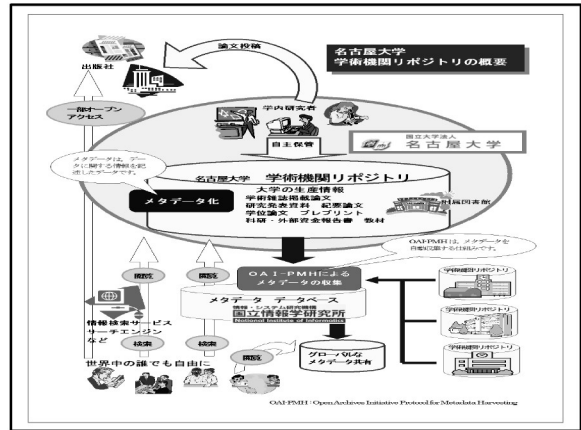 論文投稿
出版社
名古屋大学
学術機関リポジトリの概要
一部オープン
アクセス
学内研究者
国立大学法人
名古屋大学
自主保管
メタデータは、デー
タに関する情報を記
述したデータです。
名古屋大学 学術機関リポジトリ
大学の生産情報
メタデータ化
学術雑誌掲載論文
研究発表資料 紀要論文
学位論文 プレプリント
科研・外部資金報告書 教材
附属図書館
OAI-PMHは、メタデータを
自動収集する仕組みです。
閲覧
閲覧
OAI-PMHによる
メタデータの収集
学術機関リポジトリ
メタデータ データベース
情報・システム研究機構
国立情報学研究所
National Institute of Informatics
情報検索サービス
サーチエンジン
など
学術機関リポジトリ
検索
検索
閲覧
グローバルな
メタデータ共有
学術機関リポジトリ
世界中の誰でも自由に
OAI-PMH：Open Archives Initiative Protocol for Metadata Harvesting